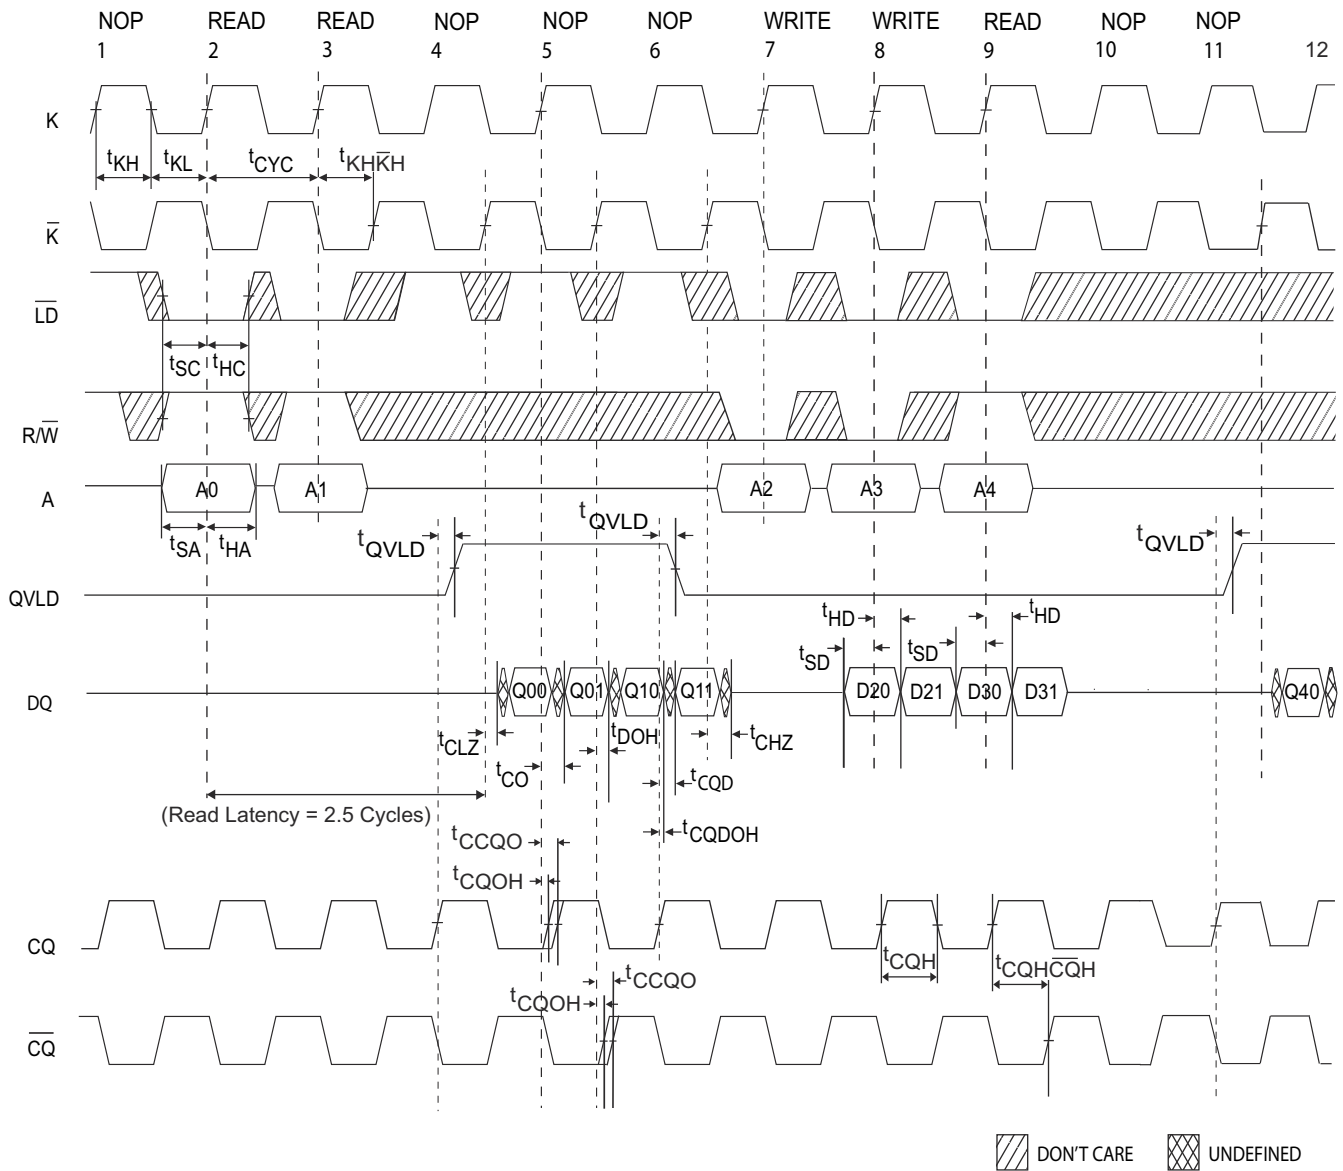 NOP READ READ NOP NOP NOP WRITE WRITE READ NOP NOP
1 2 3 4 5 6 7 8 9 10 11 12
K
tKH tKL tCYC tKHK̅H
K̅
L̅D̅
tSC tHC
R/W̅
A A0 A1 A2 A3 A4
tSA tHA tQVLD tQVLD tQVLD
QVLD
tHD tHD
tSD tSD
DQ Q00 Q01 Q10 Q11 D20 D21 D30 D31 Q40
tCLZ tDOH tCHZ
tCO tCQD
(Read Latency = 2.5 Cycles)
tCCQO tCQDOH
tCQOH
CQ
tCQH tCQHC̅Q̅H
tCCQO
tCQOH
C̅Q̅
DON'T CARE UNDEFINED